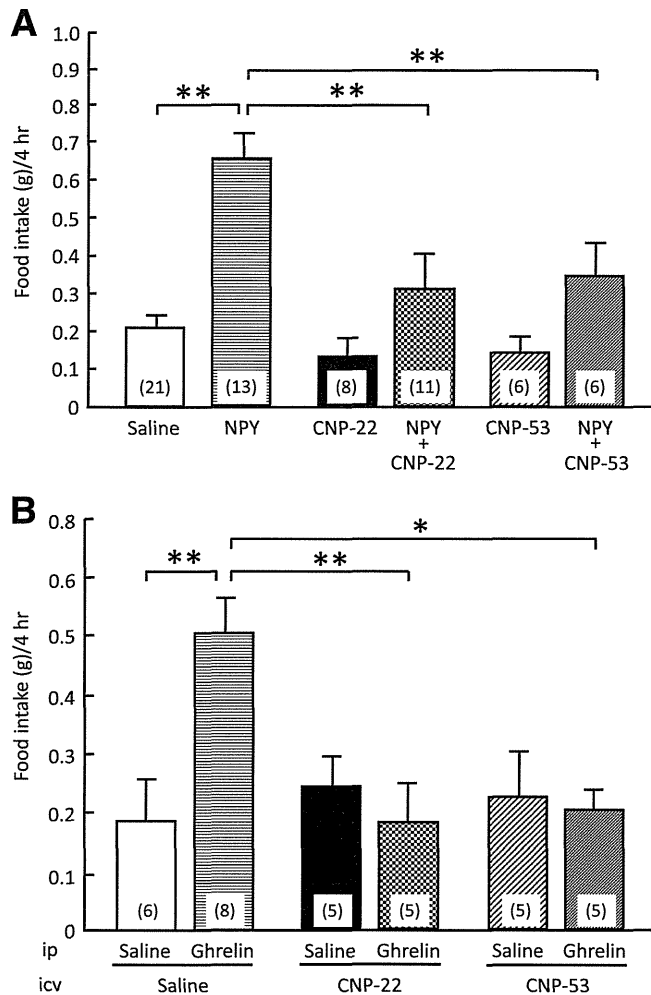 A
1.0
0.9
0.8
0.7
0.6
0.5
0.4
0.3
0.2
0.1
0
Food intake (g)/4 hr
** ** **
(21) (13) (8) (11) (6) (6)
Saline NPY CNP-22 NPY + CNP-22 CNP-53 NPY + CNP-53
B
0.8
0.6
0.5
0.4
0.3
0.2
0.1
0
Food intake (g)/4 hr
** ** *
(6) (8) (5) (5) (5) (5)
ip Saline Ghrelin Saline Ghrelin Saline Ghrelin
icv Saline CNP-22 CNP-53